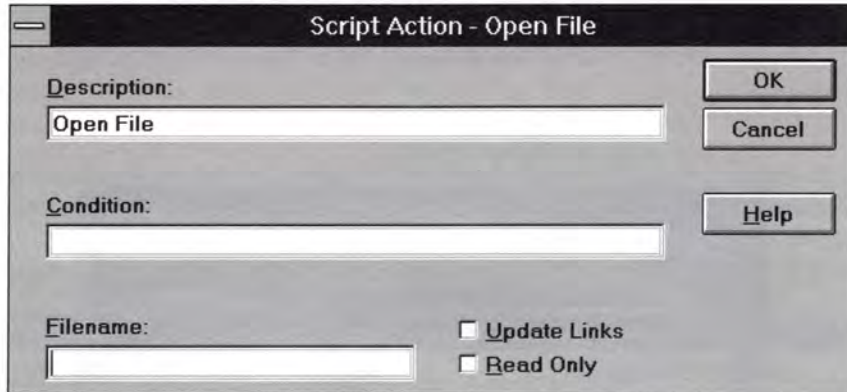 Script Action - Open File
Description:
Open File
OK
Cancel
Condition:
Help
Filename:
Update Links
Read Only